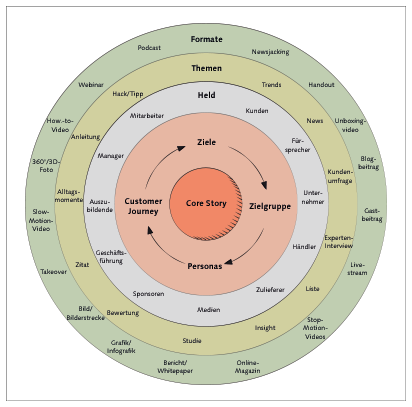 Formate
Podcast
Newsjacking
Webinar
Handout
How.-to-
Video
Unboxing-
video
360°/3D-
Foto
Blog-
beitrag
Slow-
Motion-
Video
Cast-
beitrag
Takeover
Live-
stream
Bild/
Bilderstrecke
Stop-
Motion-
Videos
Grafik/
Infografik
Bericht/
Whitepaper
Online-
Magazin
Themen
Hack/Tipp
Trends
Anleitung
News
Alltags-
momente
Kunden-
umfrage
Zitat
Experten-
Interview
Bewertung
Liste
Studie
Insight
Held
Mitarbeiter
Kunden
Manager
Für-
sprecher
Auszu-
bildende
Unter-
nehmer
Geschäfts-
führung
Händler
Sponsoren
Zulieferer
Medien
Ziele
Customer
Journey
Core Story
Zielgruppe
Personas